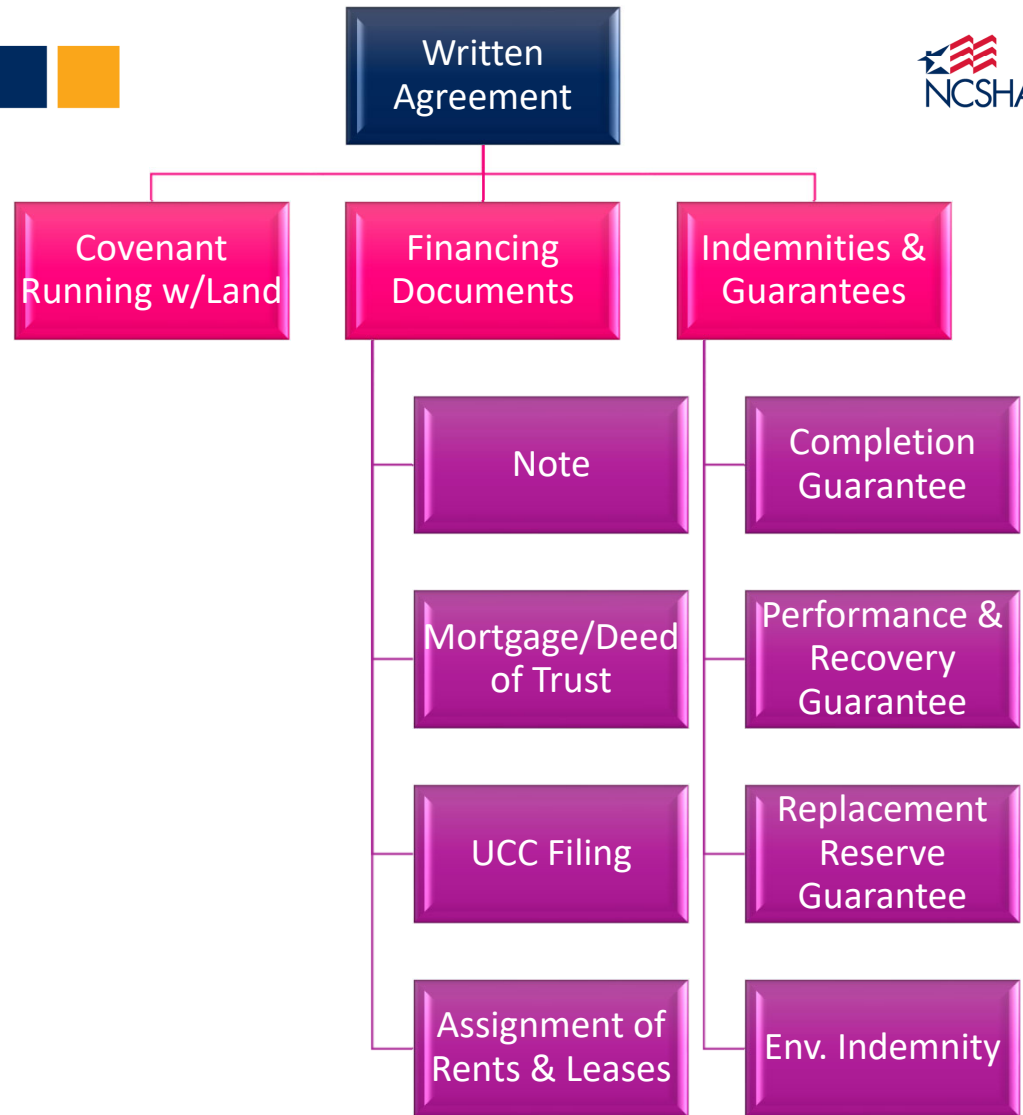 Written
Agreement
NCSHA
Covenant
Running w/Land
Financing
Documents
Indemnities &
Guarantees
Note
Completion
Guarantee
Mortgage/Deed
of Trust
Performance &
Recovery
Guarantee
UCC Filing
Replacement
Reserve
Guarantee
Assignment of
Rents & Leases
Env. Indemnity